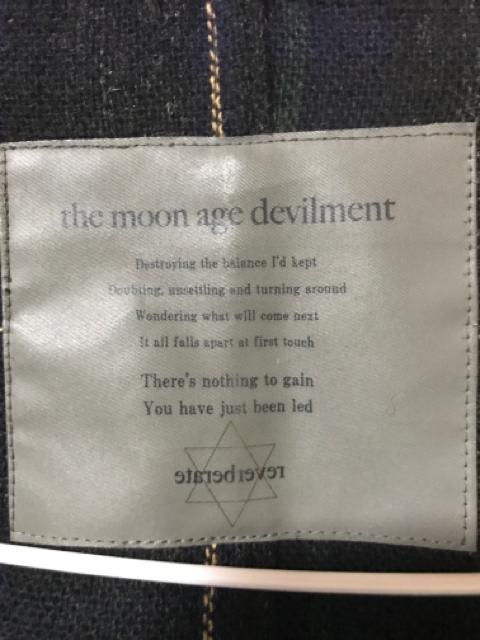 the moon age devilment
Destroying the balance I'd kept
Doubting, unsettling and turning around
Wondering what will come next
It all falls apart at first touch
There's nothing to gain
You have just been led
reverberate